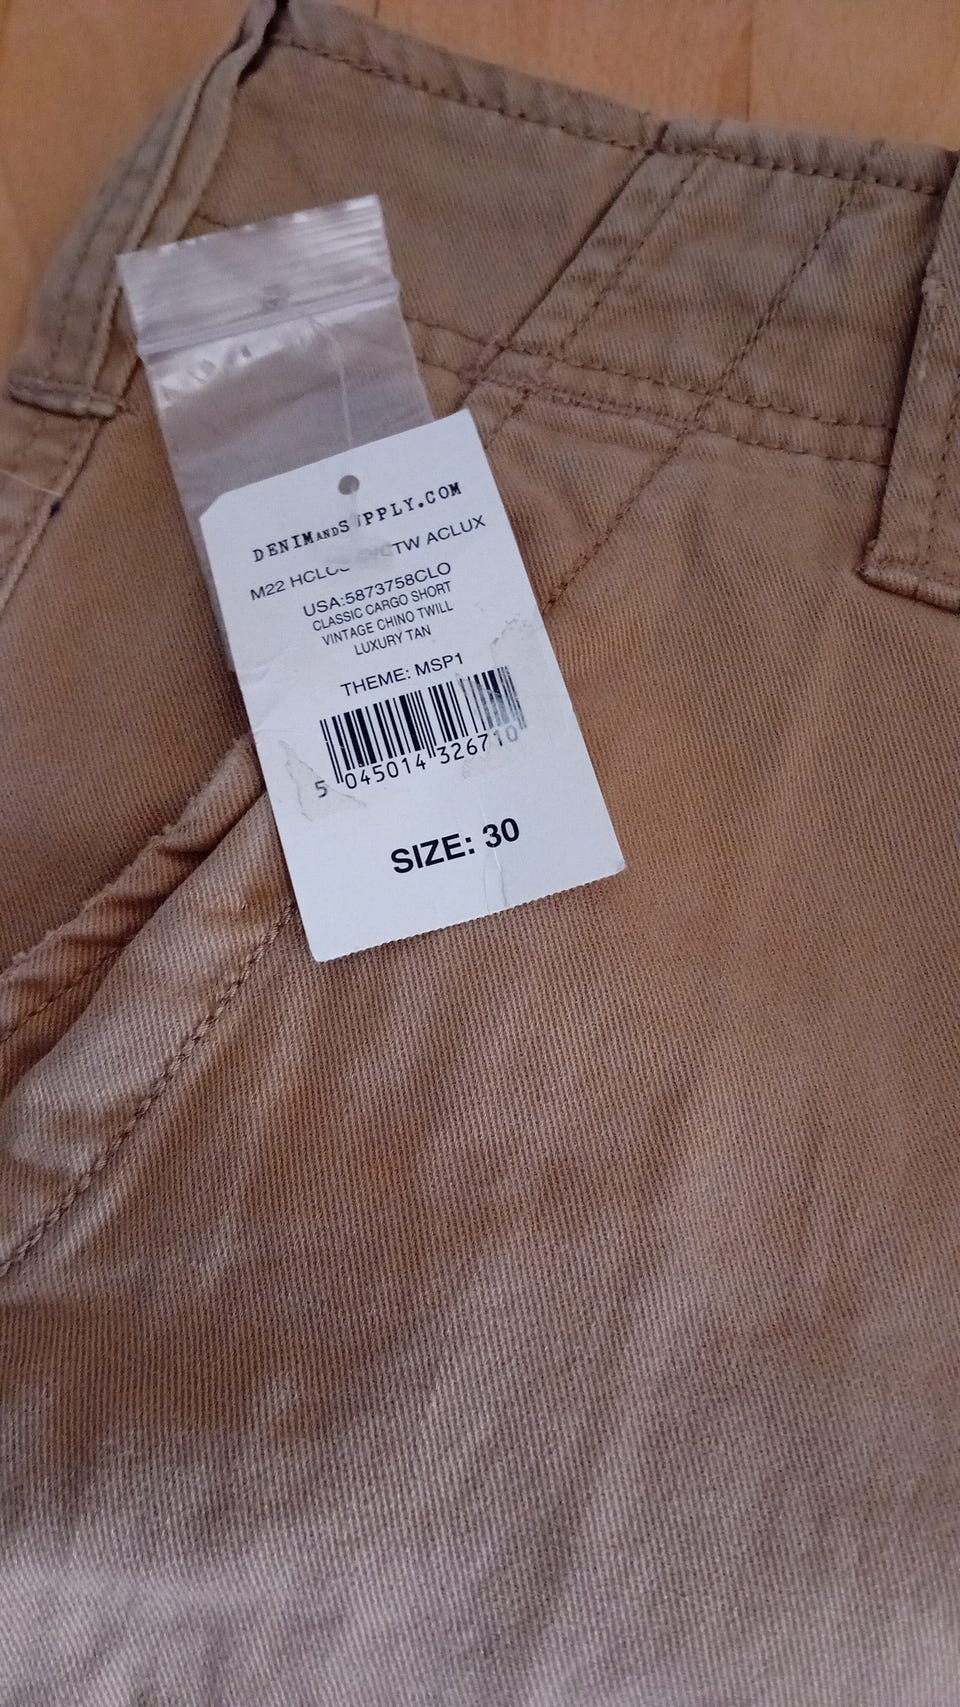 DENIMANDSUPPLY.COM
M22 ACLUX
USA:5873758CLO
CLASSIC CARGO SHORT
VINTAGE CHINO TWILL
LUXURY TAN
THEME: MSP1
5 045014 326710
SIZE: 30